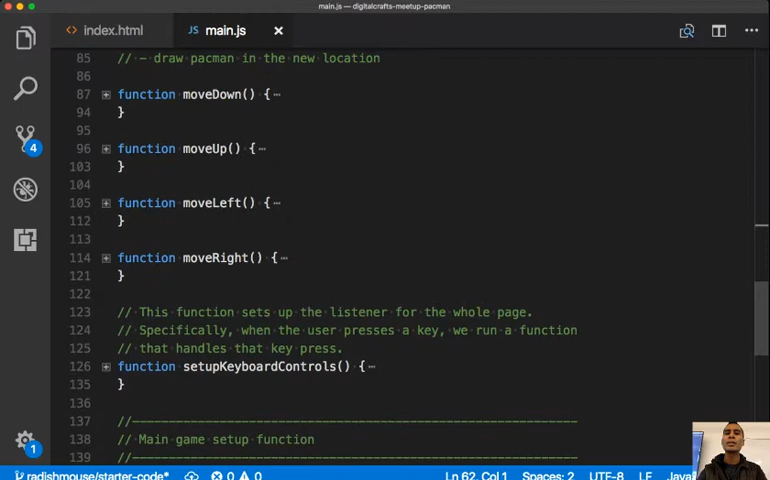 main.js — digitalcrafts-meetup-pacman
index.html
JS main.js
85 // - draw pacman in the new location
86
87 function moveDown() { ⋯
94 }
95
96 function moveUp() { ⋯
103 }
104
105 function moveLeft() { ⋯
112 }
113
114 function moveRight() { ⋯
121 }
122
123 // This function sets up the listener for the whole page.
124 // Specifically, when the user presses a key, we run a function
125 // that handles that key press.
126 function setupKeyboardControls() { ⋯
135 }
136
137 //-------------------------------------------------
138 // Main game setup function
139 //-------------------------------------------------
4
1
radishmouse/starter-code* 0 0 Ln 62, Col 1 Spaces: 2 UTF-8 LF Java